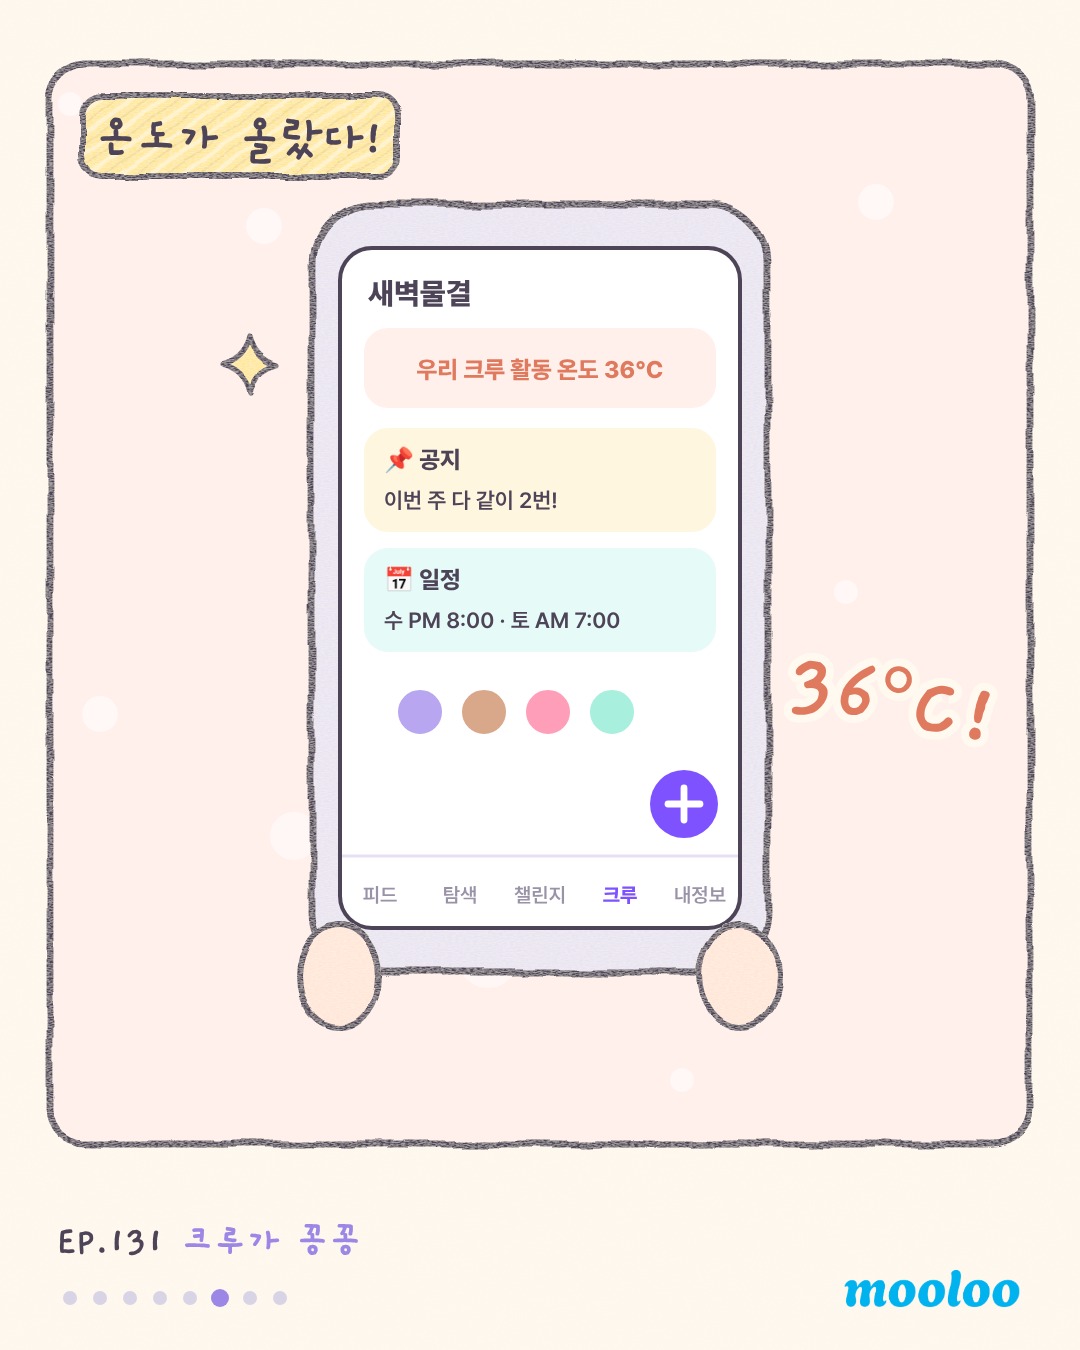 온도가 올랐다!
새벽물결
우리 크루 활동 온도 36°C
📌 공지
이번 주 다 같이 2번!
📅 일정
수 PM 8:00 · 토 AM 7:00
36°C!
피드 탐색 챌린지 크루 내정보
EP.131 크루가 꽁꽁
mooloo